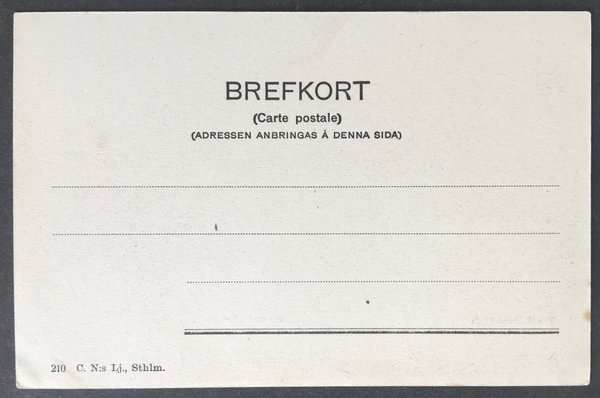 BREFKORT
(Carte postale)
(ADRESSEN ANBRINGAS Å DENNA SIDA)
210 C. N:s Lj., Sthlm.